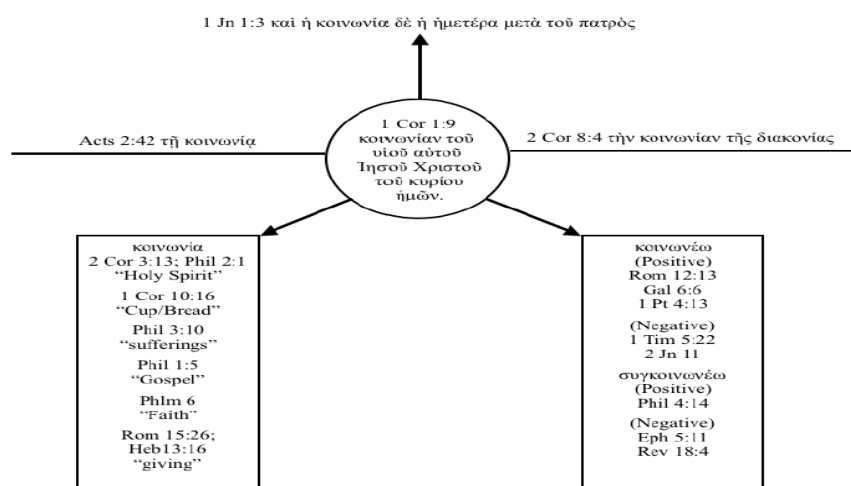 1 Jn 1:3 καὶ ἡ κοινωνία δὲ ἡ ἡμετέρα μετὰ τοῦ πατρὸς
Acts 2:42 τῇ κοινωνίᾳ
1 Cor 1:9
κοινωνίαν τοῦ
υἱοῦ αὐτοῦ
Ἰησοῦ Χριστοῦ
τοῦ κυρίου
ἡμῶν.
2 Cor 8:4 τὴν κοινωνίαν τῆς διακονίας
κοινωνία
2 Cor 3:13; Phil 2:1
“Holy Spirit”
1 Cor 10:16
“Cup/Bread”
Phil 3:10
“sufferings”
Phil 1:5
“Gospel”
Phlm 6
“Faith”
Rom 15:26;
Heb13:16
“giving”
κοινωνέω
(Positive)
Rom 12:13
Gal 6:6
1 Pt 4:13
(Negative)
1 Tim 5:22
2 Jn 11
συγκοινωνέω
(Positive)
Phil 4:14
(Negative)
Eph 5:11
Rev 18:4